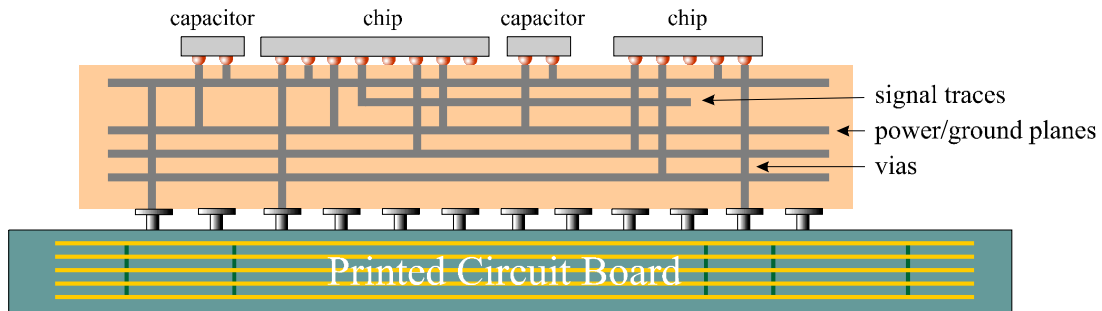 capacitor chip capacitor chip
signal traces
power/ground planes
vias
Printed Circuit Board